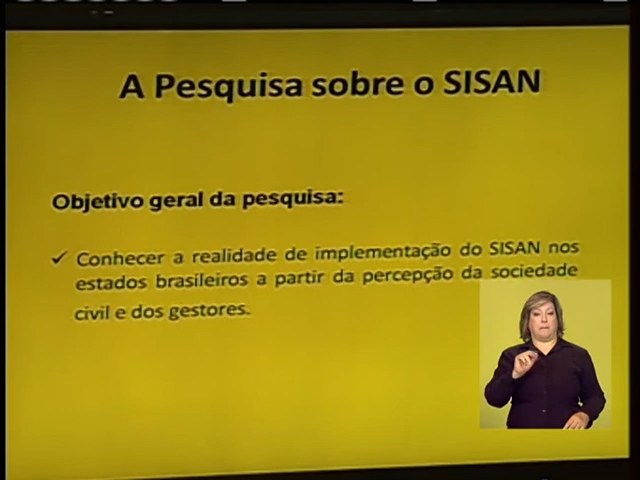 A Pesquisa sobre o SISAN
Objetivo geral da pesquisa:
✓ Conhecer a realidade de implementação do SISAN nos
estados brasileiros a partir da percepção da sociedade
civil e dos gestores.